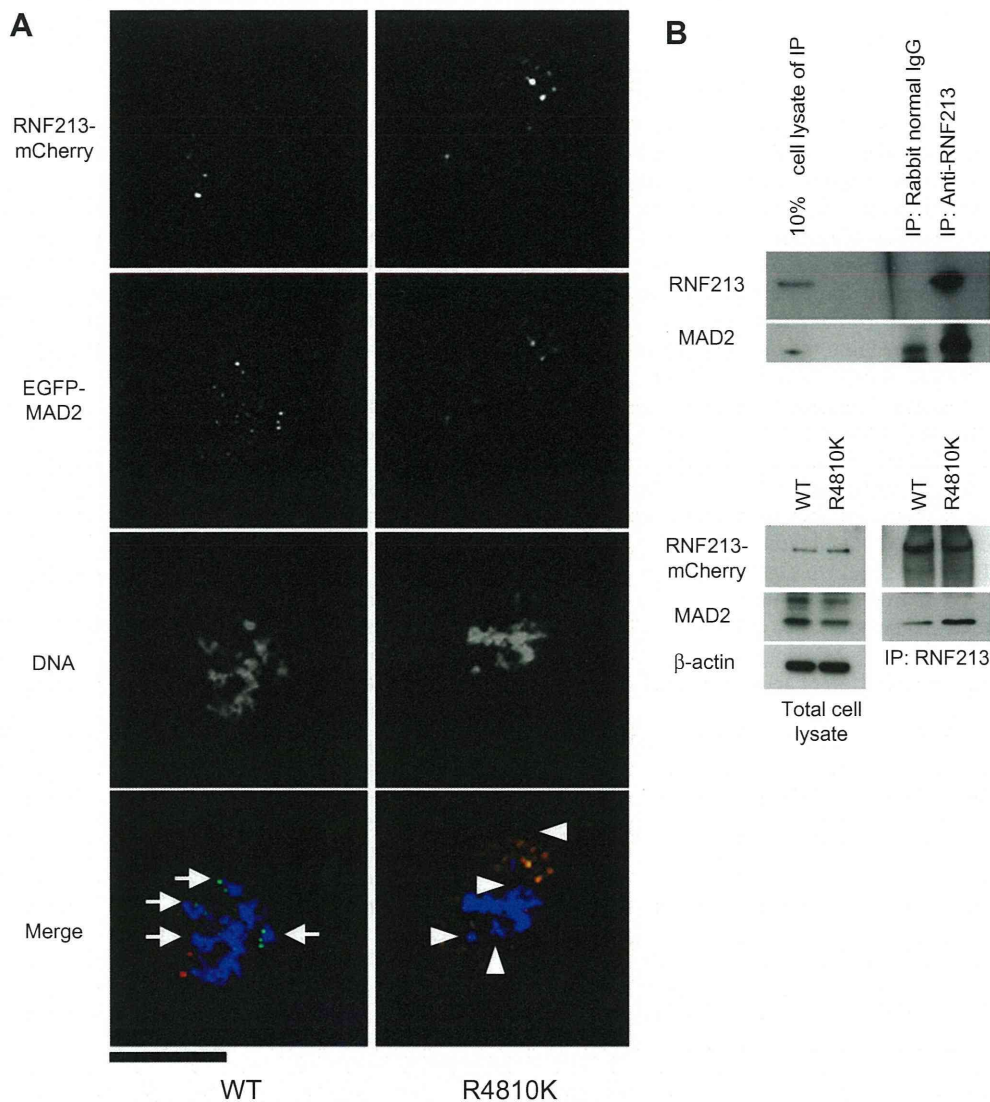 A
RNF213-
mCherry
EGFP-
MAD2
DNA
Merge
WT
R4810K
B
10% cell lysate of IP
IP: Rabbit normal IgG
IP: Anti-RNF213
RNF213
MAD2
WT
R4810K
WT
R4810K
RNF213-
mCherry
MAD2
β-actin
IP: RNF213
Total cell
lysate